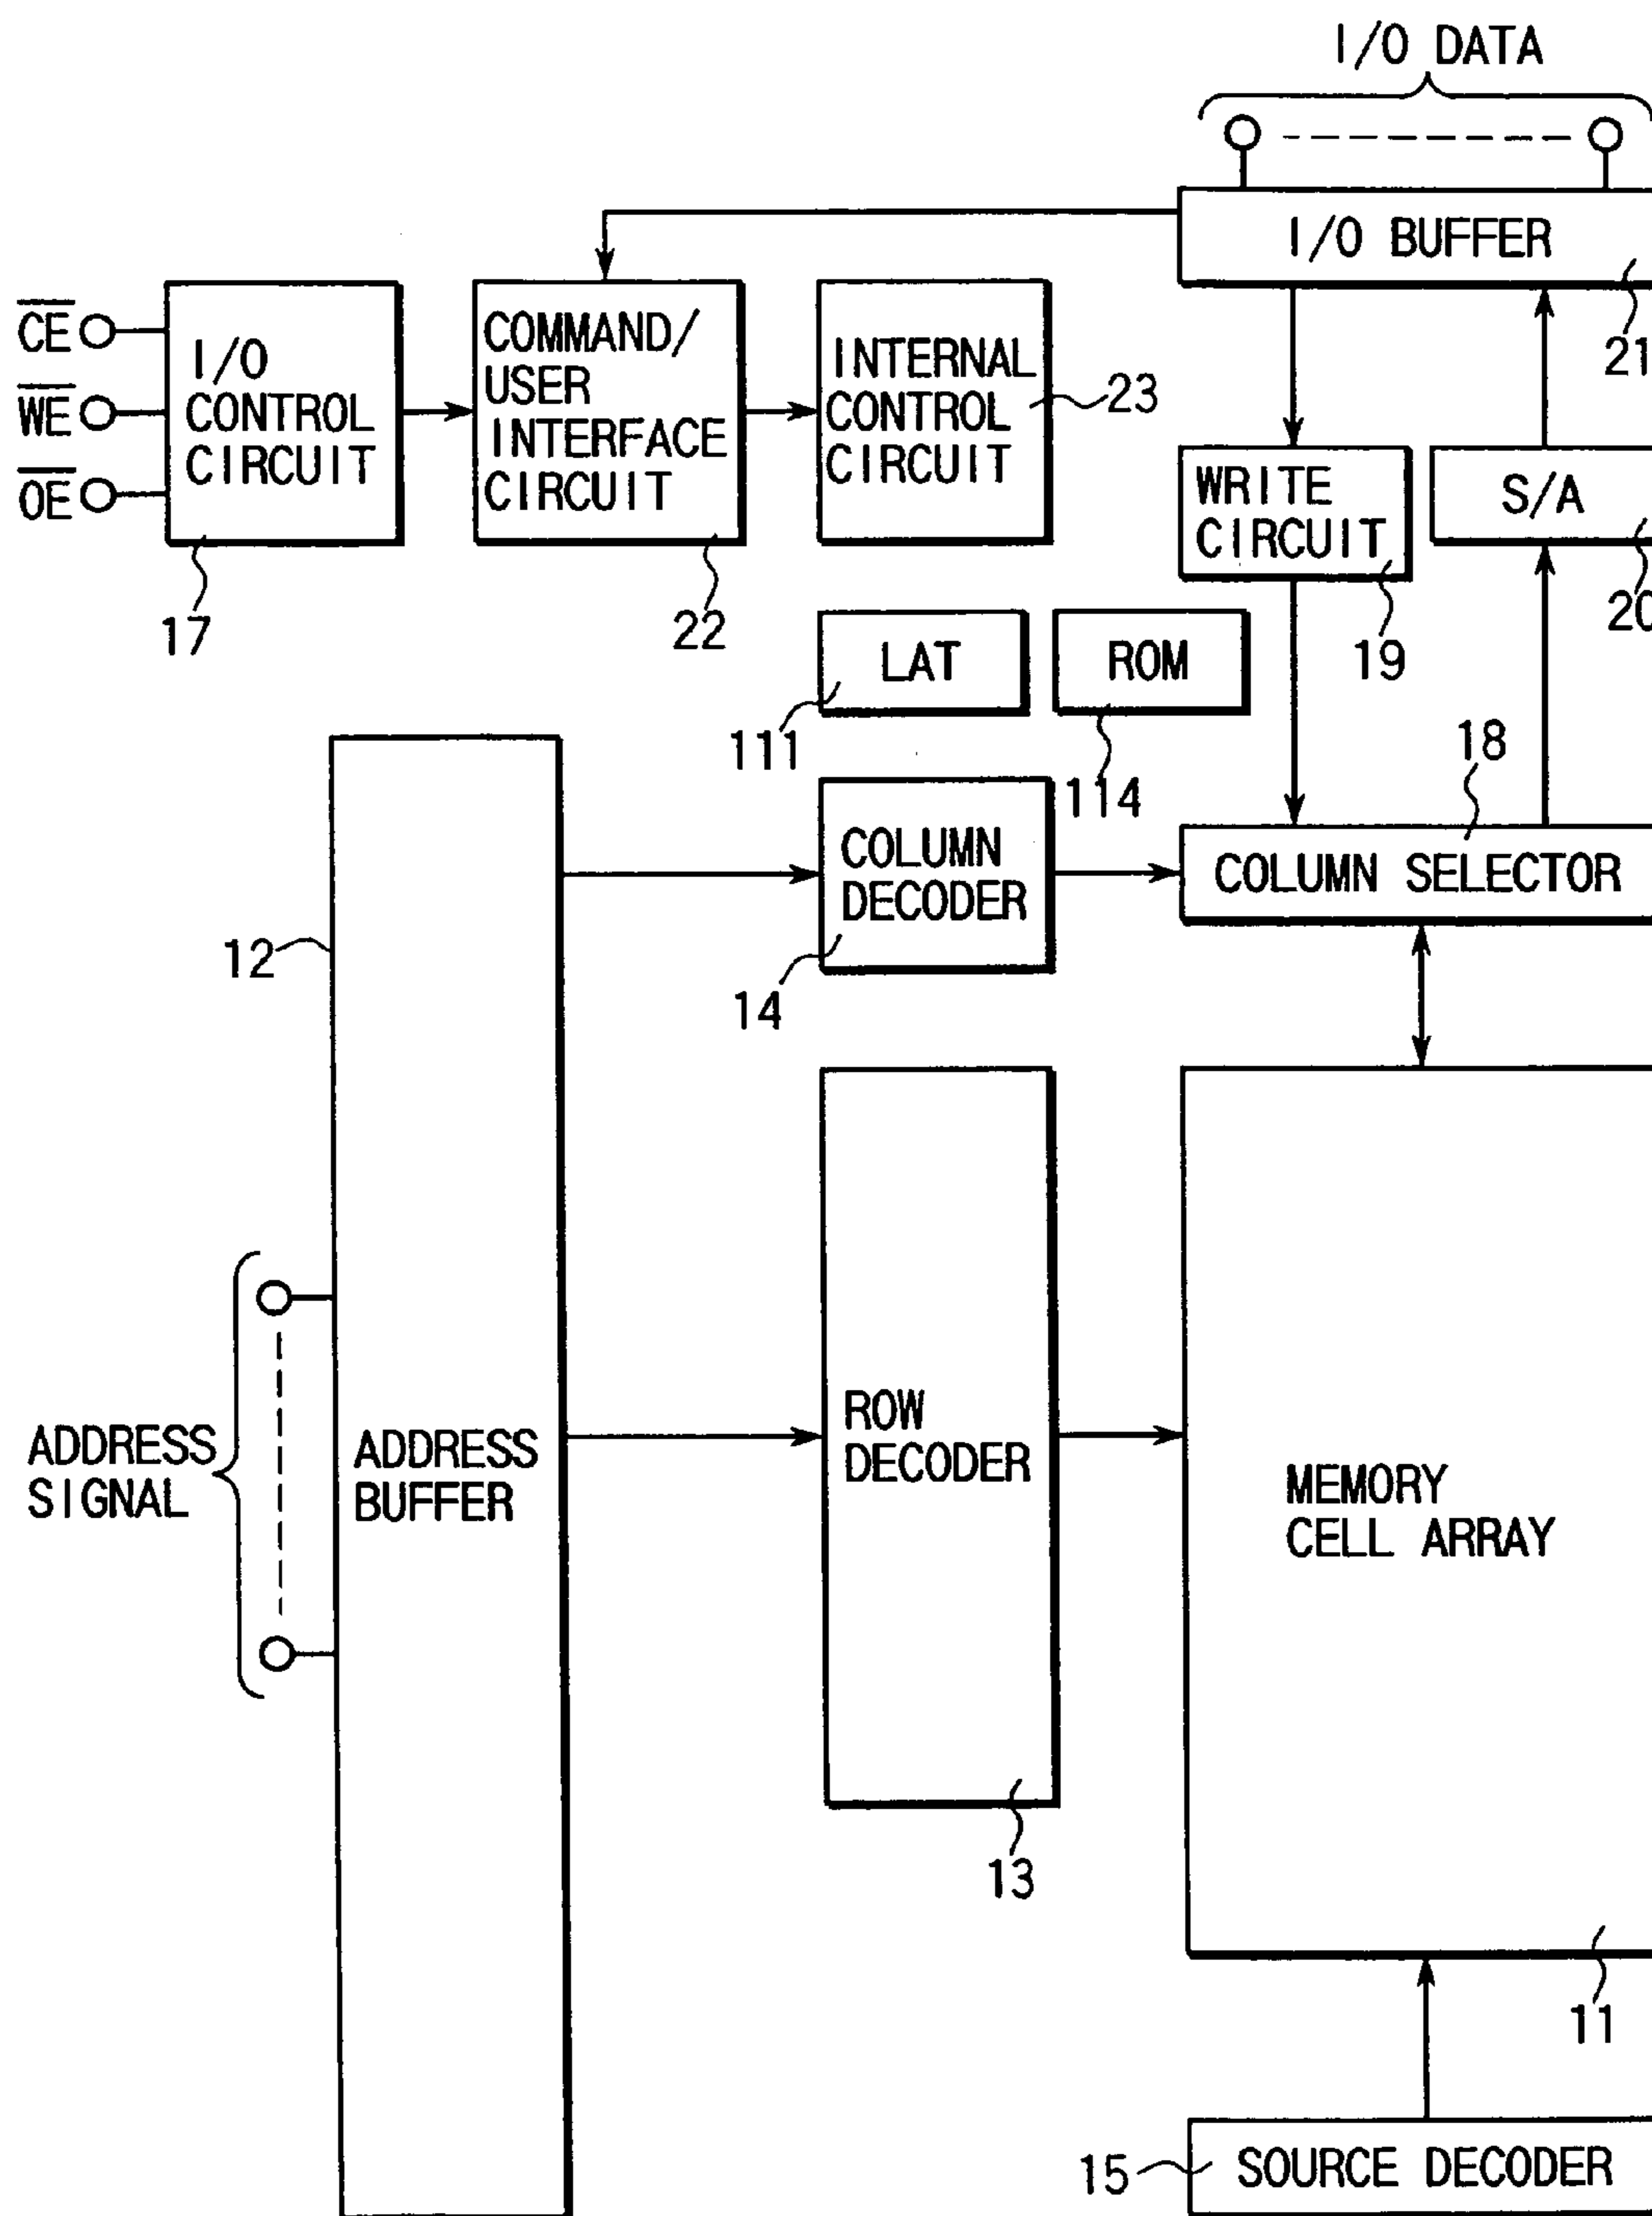 I/O DATA
I/O BUFFER
21
CE
WE
OE
I/O
CONTROL
CIRCUIT
17
COMMAND/
USER
INTERFACE
CIRCUIT
22
INTERNAL
CONTROL
CIRCUIT
23
WRITE
CIRCUIT
19
S/A
20
LAT
111
ROM
114
18
COLUMN SELECTOR
COLUMN
DECODER
14
12
ADDRESS
SIGNAL
ADDRESS
BUFFER
ROW
DECODER
13
MEMORY
CELL ARRAY
11
15
SOURCE DECODER